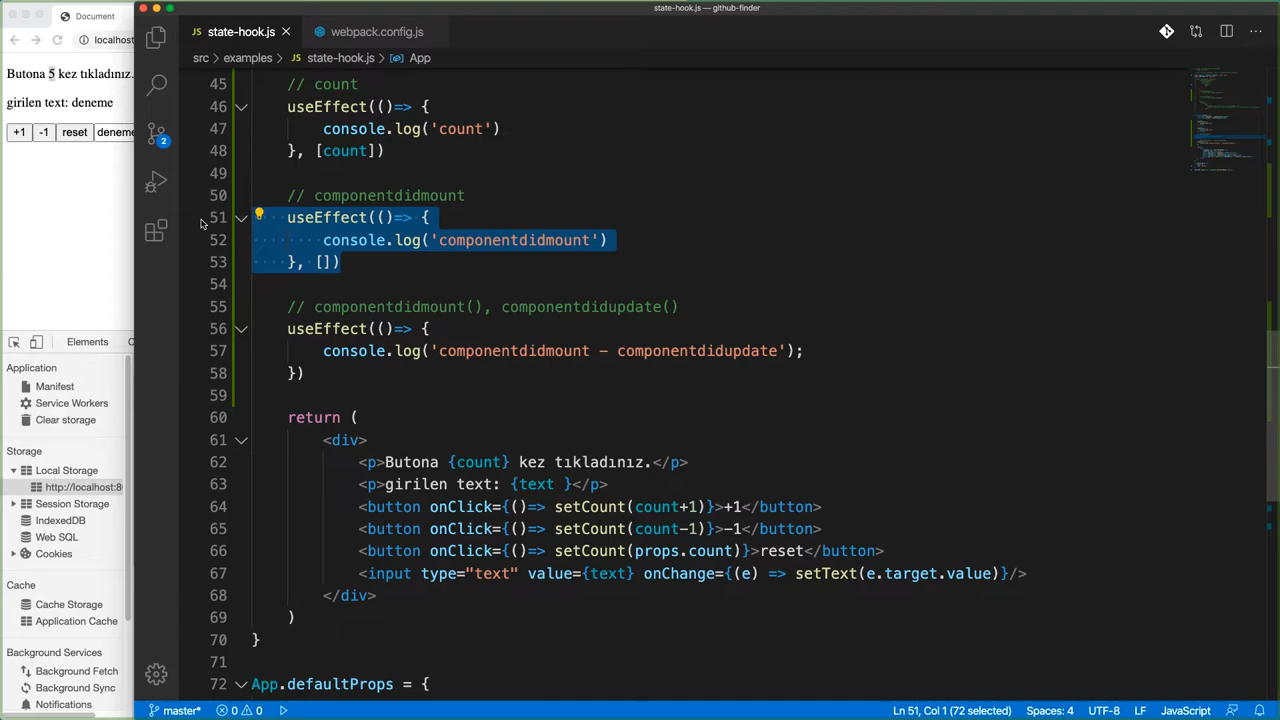 Document
localhost
Butona 5 kez tıkladınız.
girilen text: deneme
+1 -1 reset deneme
Elements
Application
Manifest
Service Workers
Clear storage
Storage
Local Storage
http://localhost:8
Session Storage
IndexedDB
Web SQL
Cookies
Cache
Cache Storage
Application Cache
Background Services
Background Fetch
Background Sync
Notifications
state-hook.js — github-finder
JS state-hook.js × webpack.config.js
src > examples > JS state-hook.js > App
45 // count
46 useEffect(()=> {
47 console.log('count')
48 }, [count])
49
50 // componentdidmount
51 useEffect(()=> {
52 console.log('componentdidmount')
53 }, [])
54
55 // componentdidmount(), componentdidupdate()
56 useEffect(()=> {
57 console.log('componentdidmount - componentdidupdate');
58 })
59
60 return (
61 <div>
62 <p>Butona {count} kez tıkladınız.</p>
63 <p>girilen text: {text }</p>
64 <button onClick={()=> setCount(count+1)}>+1</button>
65 <button onClick={()=> setCount(count-1)}>-1</button>
66 <button onClick={()=> setCount(props.count)}>reset</button>
67 <input type="text" value={text} onChange={(e) => setText(e.target.value)}/>
68 </div>
69 )
70 }
71
72 App.defaultProps = {
2
master* 0 0 Ln 51, Col 1 (72 selected) Spaces: 4 UTF-8 LF JavaScript